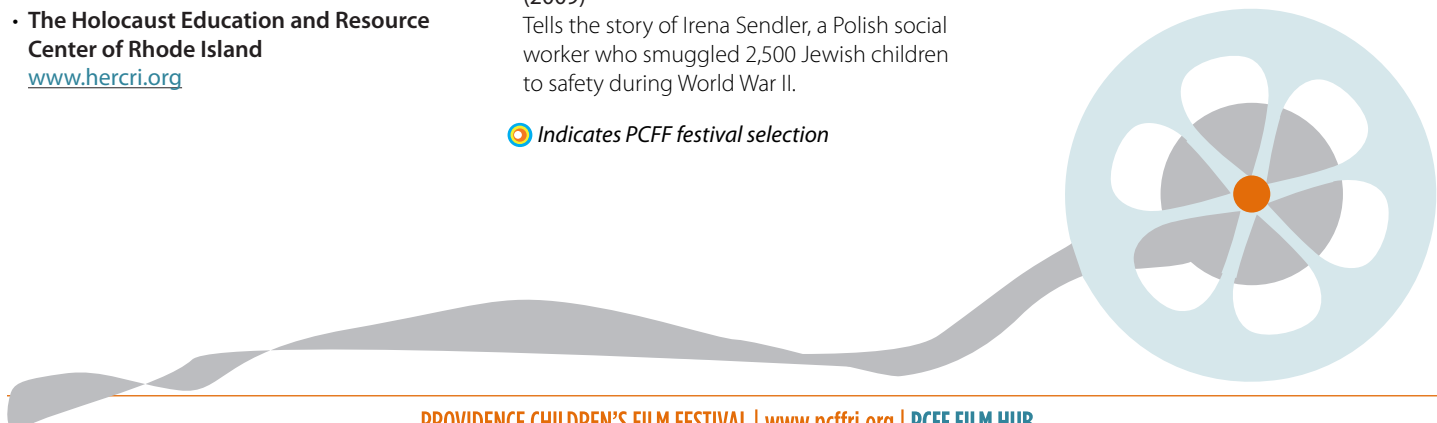 • The Holocaust Education and Resource
Center of Rhode Island
www.hercri.org
(2009)
Tells the story of Irena Sendler, a Polish social
worker who smuggled 2,500 Jewish children
to safety during World War II.
Indicates PCFF festival selection
PROVIDENCE CHILDREN'S FILM FESTIVAL | www.pcffri.org | PCFF FILM HUB